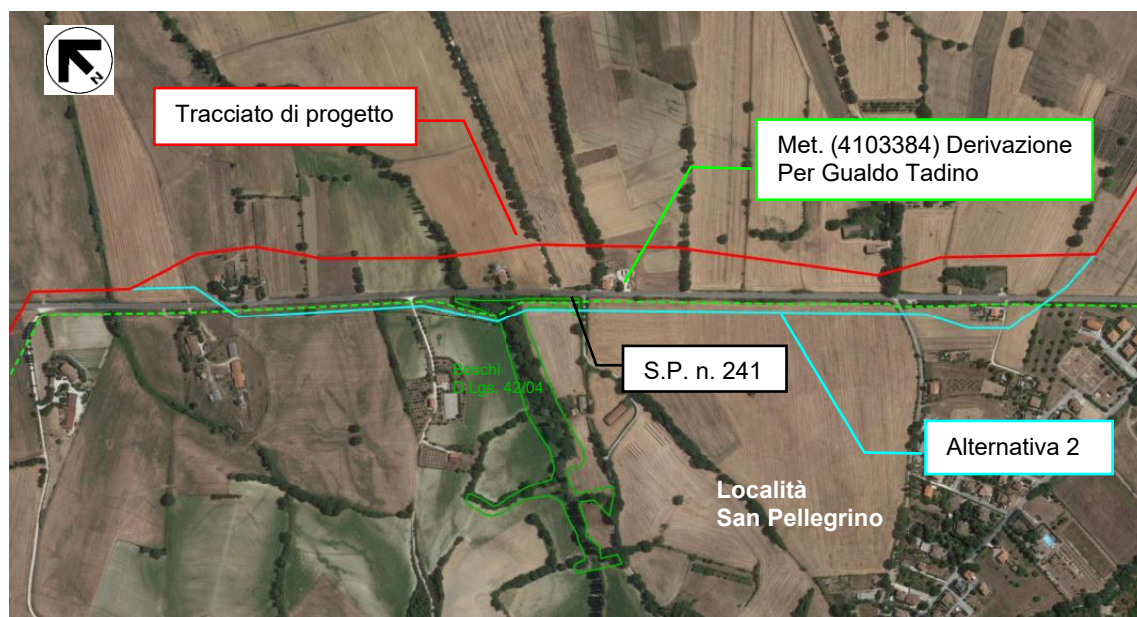 N
Tracciato di progetto
Met. (4103384) Derivazione
Per Gualdo Tadino
S.P. n. 241
Boschi
D.Lgs. 42/04
Alternativa 2
Località
San Pellegrino